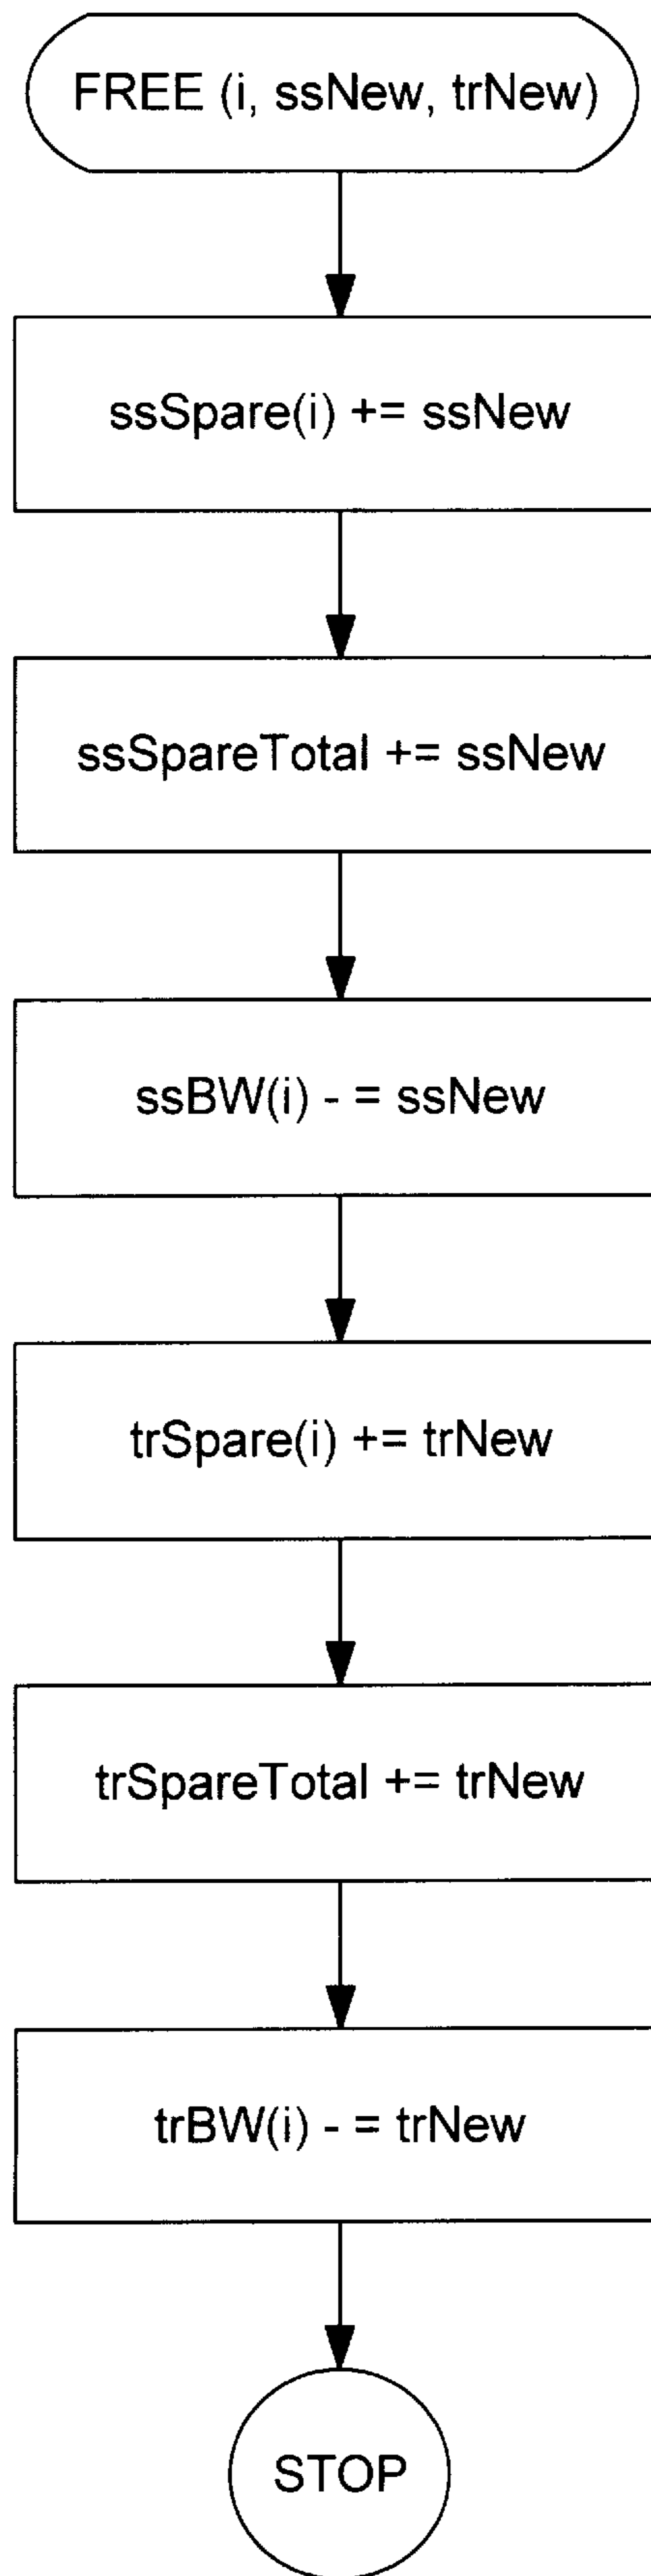 FREE (i, ssNew, trNew)
ssSpare(i) += ssNew
ssSpareTotal += ssNew
ssBW(i) - = ssNew
trSpare(i) += trNew
trSpareTotal += trNew
trBW(i) - = trNew
STOP